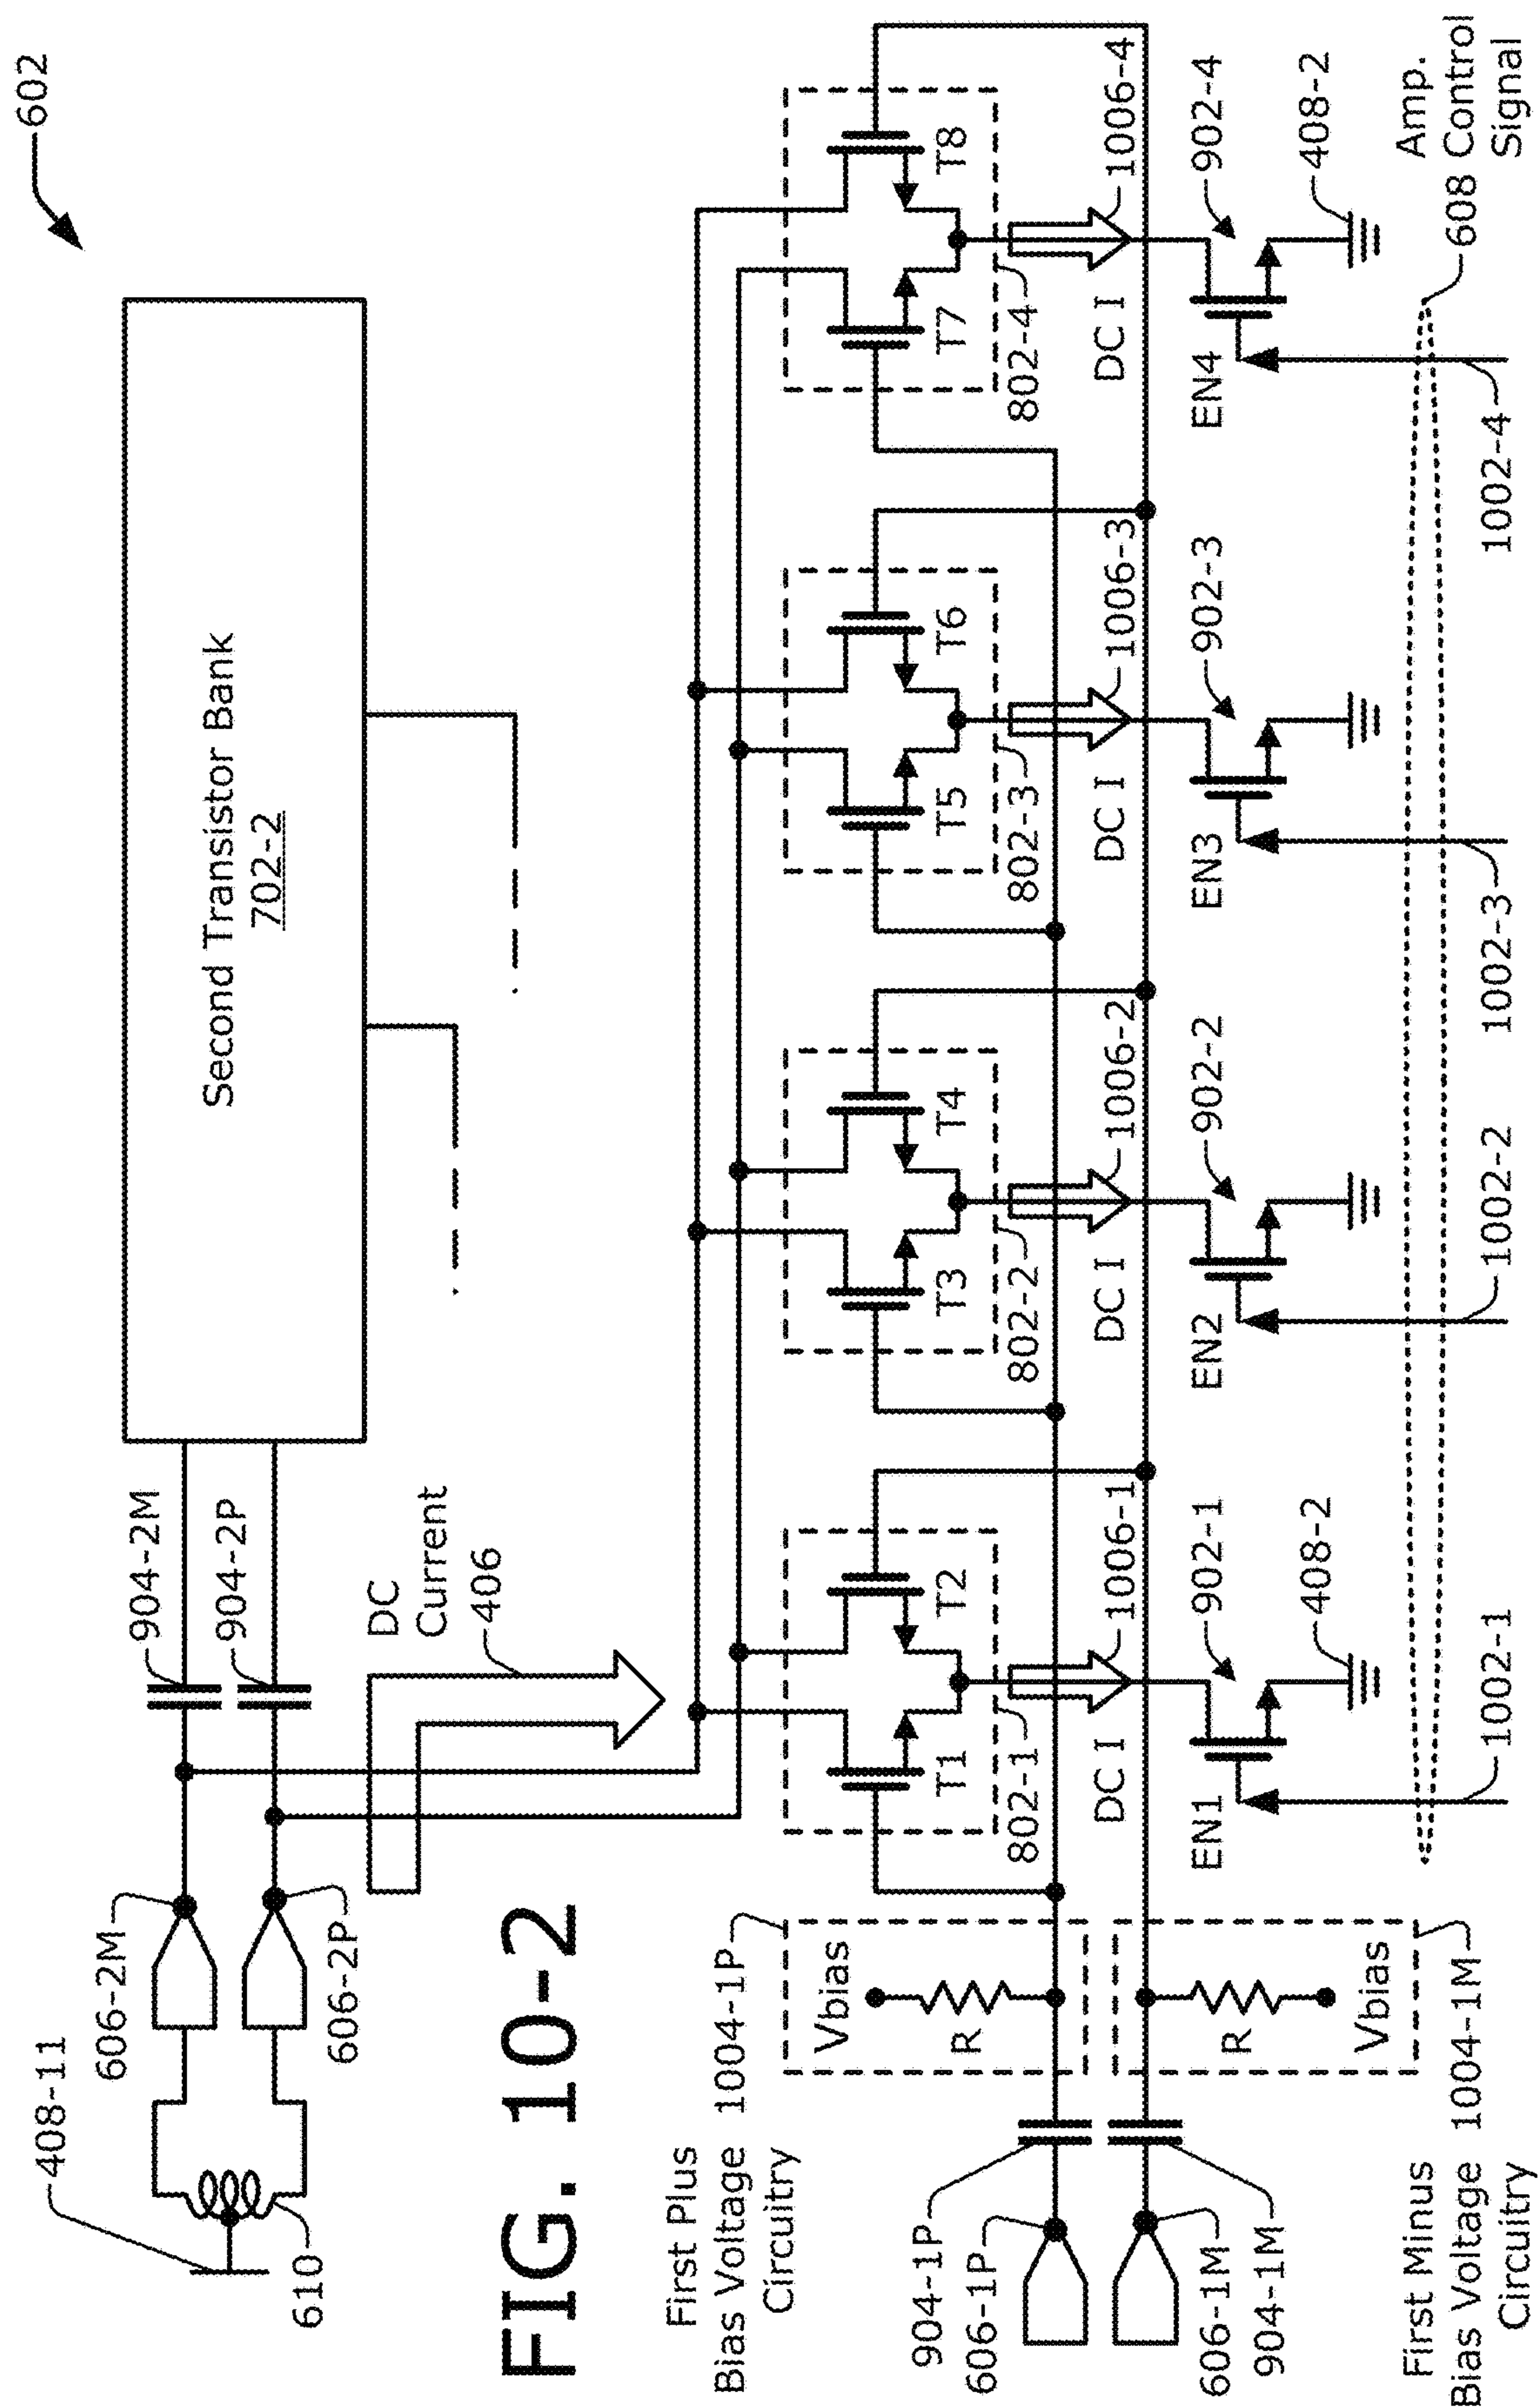 602
Second Transistor Bank
702-2
408-11
606-2M
606-2P
610
904-2M
904-2P
DC
Current
406
FIG. 10-2
First Plus
Bias Voltage 1004-1P
Circuitry
Vbias
R
904-1P
606-1P
606-1M
904-1M
R
Vbias
First Minus
Bias Voltage 1004-1M
Circuitry
T1
T2
802-1
DC I
1006-1
EN1
902-1
408-2
1002-1
T3
T4
802-2
DC I
1006-2
EN2
902-2
1002-2
T5
T6
802-3
DC I
1006-3
EN3
902-3
1002-3
T7
T8
802-4
DC I
1006-4
EN4
902-4
408-2
1002-4
Amp.
608 Control
Signal